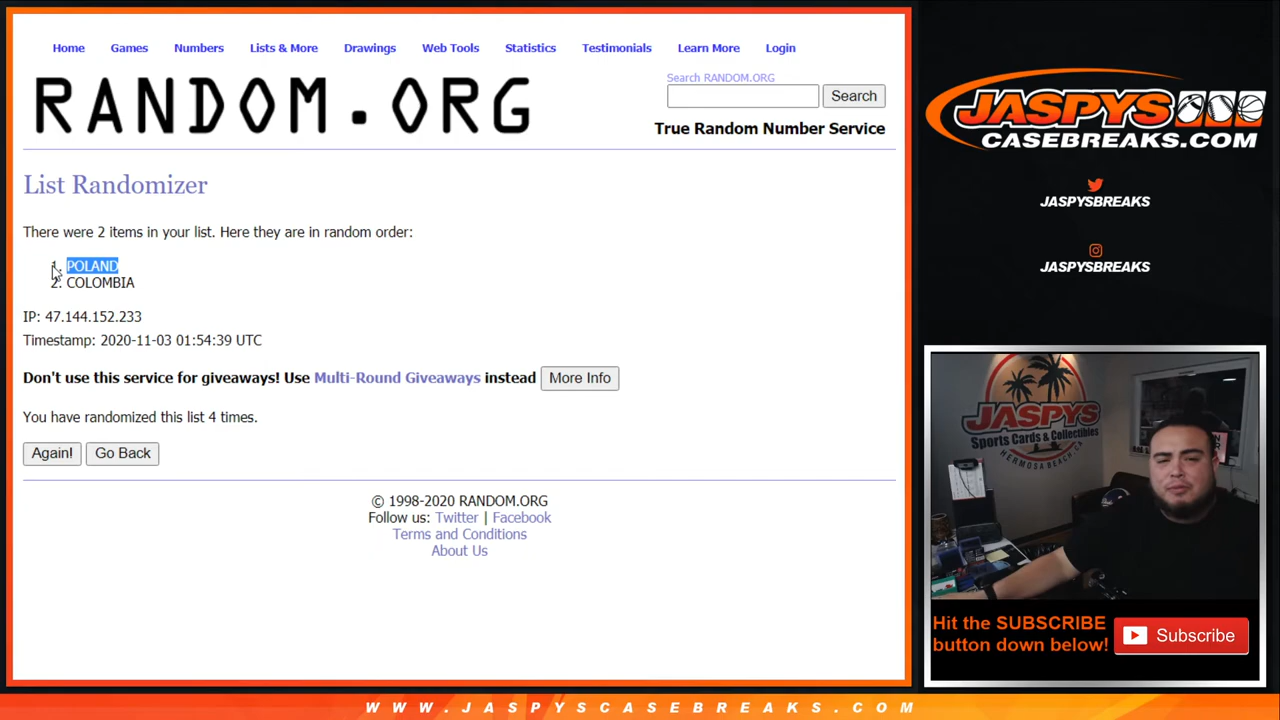 Home Games Numbers Lists & More Drawings Web Tools Statistics Testimonials Learn More Login
RANDOM.ORG
Search RANDOM.ORG
Search
True Random Number Service
List Randomizer
There were 2 items in your list. Here they are in random order:
1. POLAND
2. COLOMBIA
IP: 47.144.152.233
Timestamp: 2020-11-03 01:54:39 UTC
Don't use this service for giveaways! Use Multi-Round Giveaways instead More Info
You have randomized this list 4 times.
Again! Go Back
© 1998-2020 RANDOM.ORG
Follow us: Twitter | Facebook
Terms and Conditions
About Us
JASPYS
CASEBREAKS.COM
JASPYSBREAKS
JASPYSBREAKS
JASPYS
Sports Cards & Collectibles
HERMOSA BEACH, CA
Hit the SUBSCRIBE
button down below!
Subscribe
WWW.JASPYSCASEBREAKS.COM